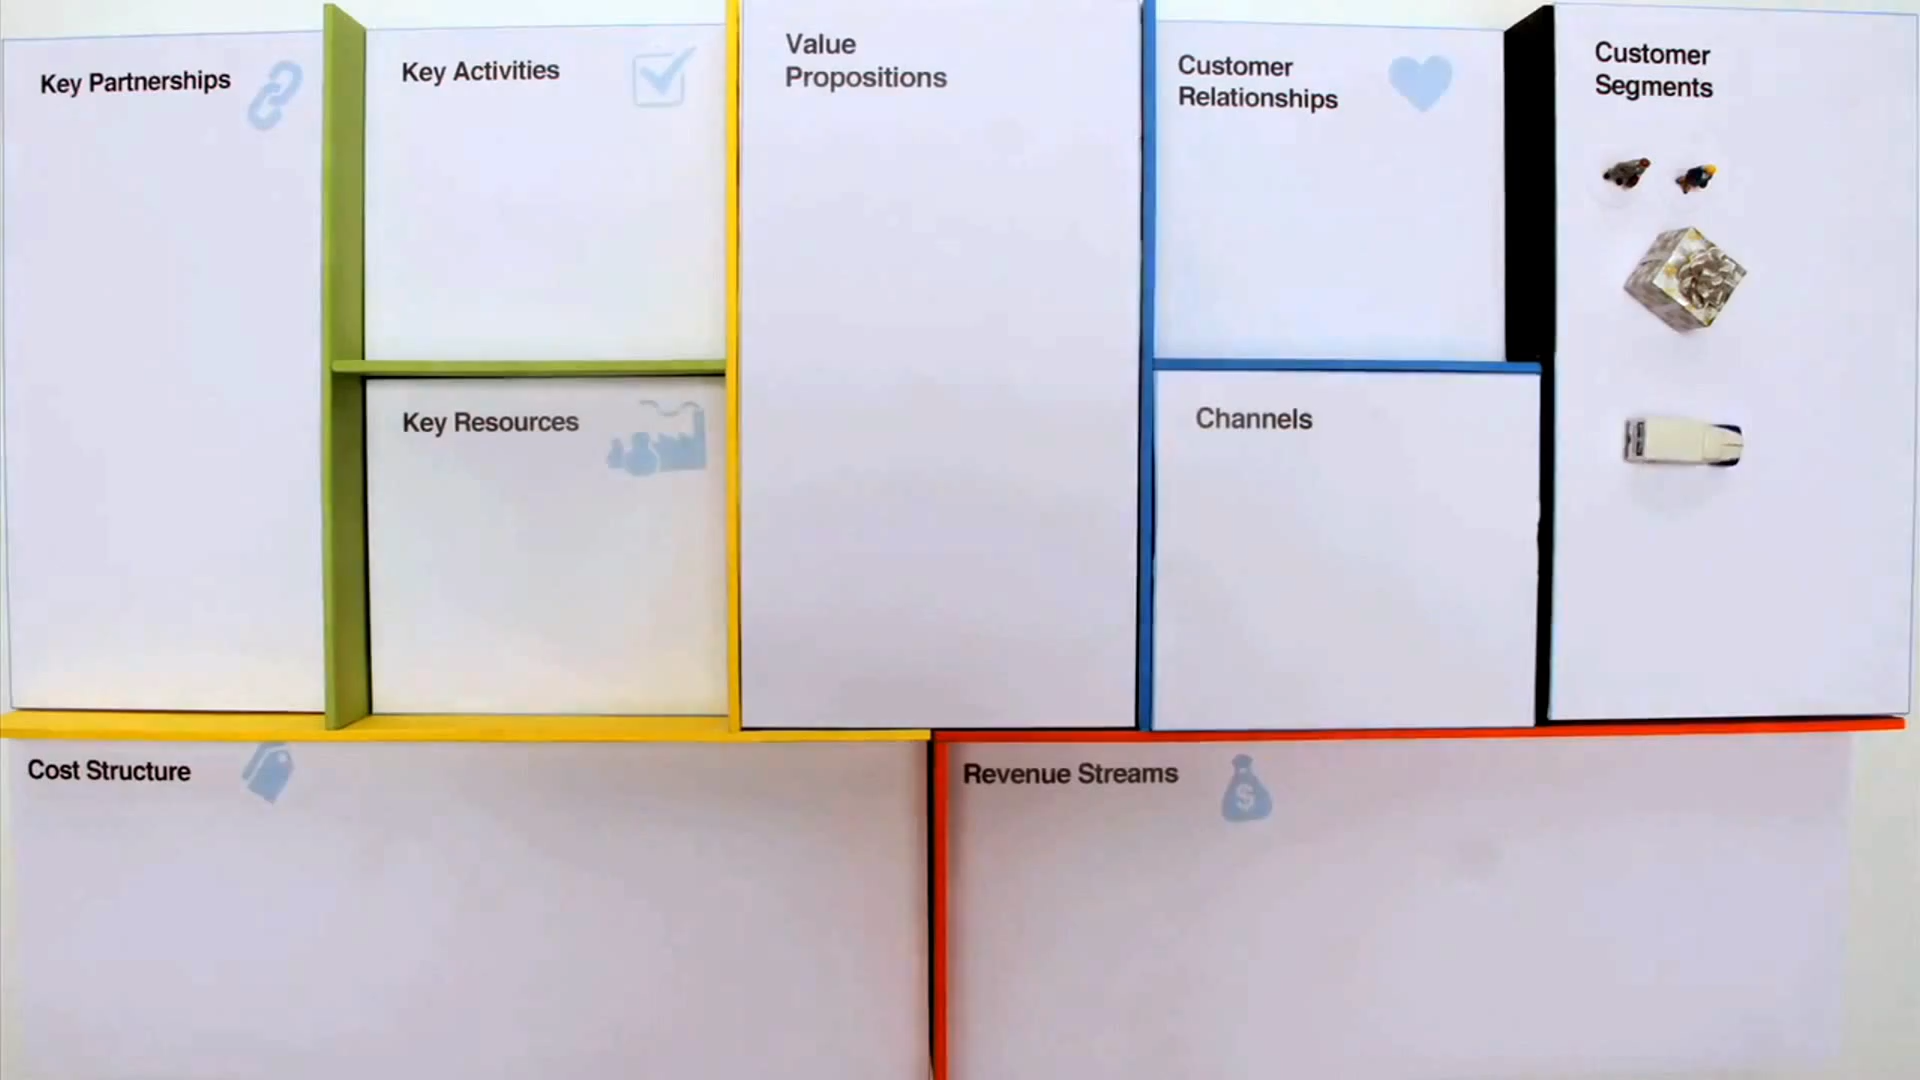 Key Partnerships
Key Activities
Value
Propositions
Customer
Relationships
Customer
Segments
Key Resources
Channels
Cost Structure
Revenue Streams
$